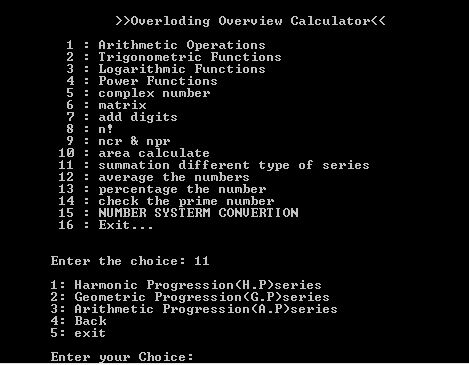 >>Overloding Overview Calculator<<
1 : Arithmetic Operations
2 : Trigonometric Functions
3 : Logarithmic Functions
4 : Power Functions
5 : complex number
6 : matrix
7 : add digits
8 : n!
9 : ncr & npr
10 : area calculate
11 : summation different type of series
12 : average the numbers
13 : percentage the number
14 : check the prime number
15 : NUMBER SYSTERM CONVERTION
16 : Exit...
Enter the choice: 11
1: Harmonic Progression(H.P)series
2: Geometric Progression(G.P)series
3: Arithmetic Progression(A.P)series
4: Back
5: exit
Enter your Choice: